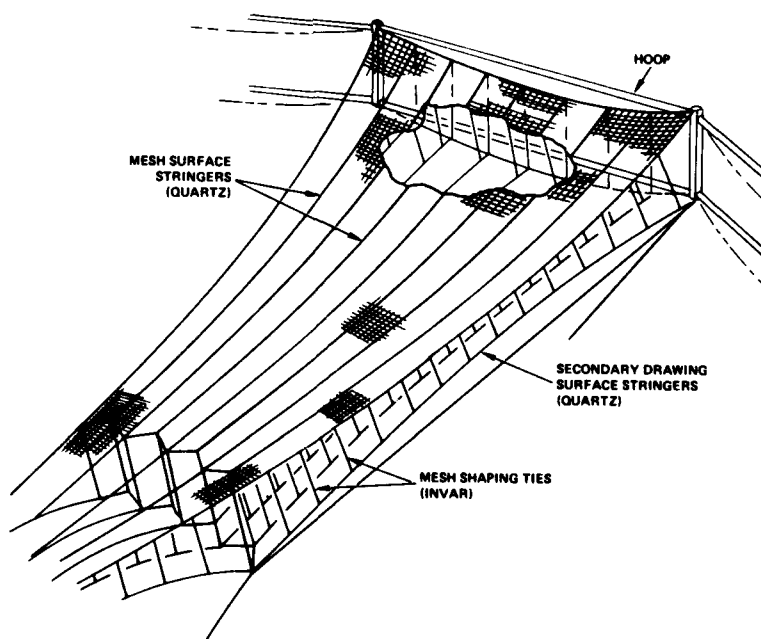 HOOP
MESH SURFACE
STRINGERS
(QUARTZ)
SECONDARY DRAWING
SURFACE STRINGERS
(QUARTZ)
MESH SHAPING TIES
(INVAR)